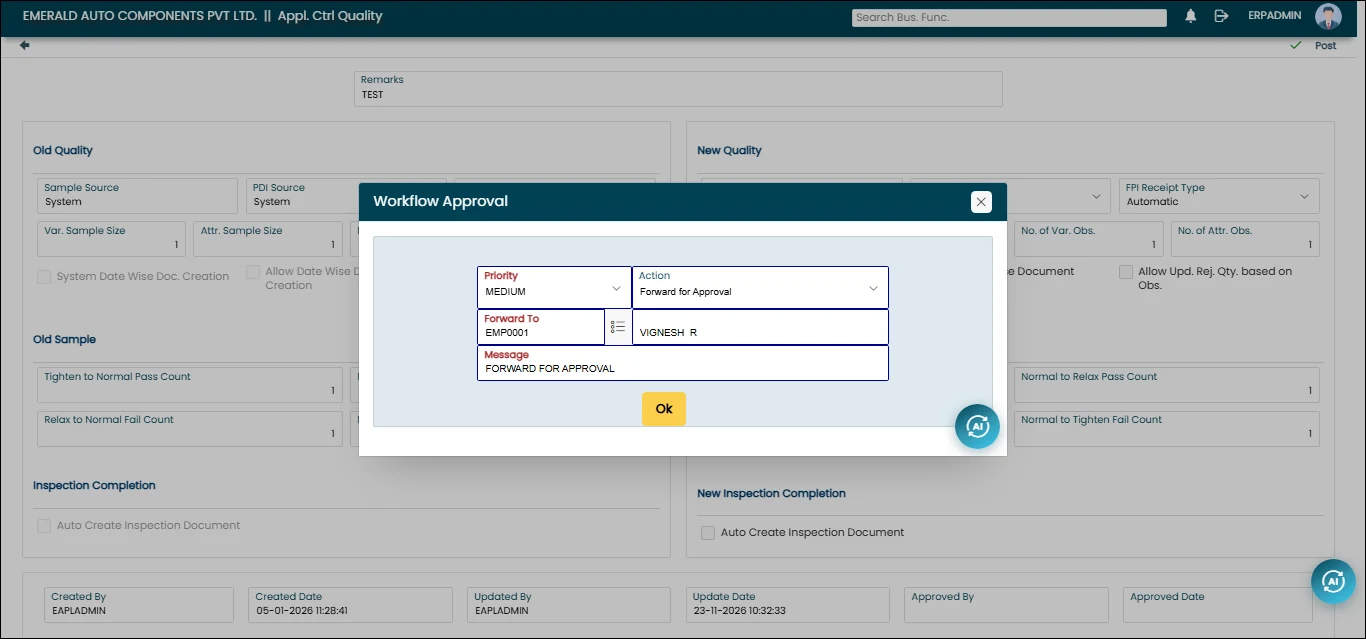 EMERALD AUTO COMPONENTS PVT LTD. || Appl. Ctrl Quality
Search Bus. Func.
ERPADMIN
Post
Remarks
TEST
Old Quality
New Quality
Sample Source
System
PDI Source
System
FPI Receipt Type
Automatic
Var. Sample Size
1
Attr. Sample Size
1
No. of Var. Obs.
1
No. of Attr. Obs.
1
System Date Wise Doc. Creation
Allow Date Wise D
Creation
se Document
Allow Upd. Rej. Qty. based on
Obs.
Workflow Approval
Priority
MEDIUM
Action
Forward for Approval
Forward To
EMP0001
VIGNESH R
Message
FORWARD FOR APPROVAL
Ok
AI
Old Sample
Tighten to Normal Pass Count
1
Normal to Relax Pass Count
1
Relax to Normal Fail Count
1
Normal to Tighten Fail Count
1
Inspection Completion
New Inspection Completion
Auto Create Inspection Document
Auto Create Inspection Document
Created By
EAPLADMIN
Created Date
05-01-2026 11:28:41
Updated By
EAPLADMIN
Update Date
23-11-2026 10:32:33
Approved By
Approved Date
AI